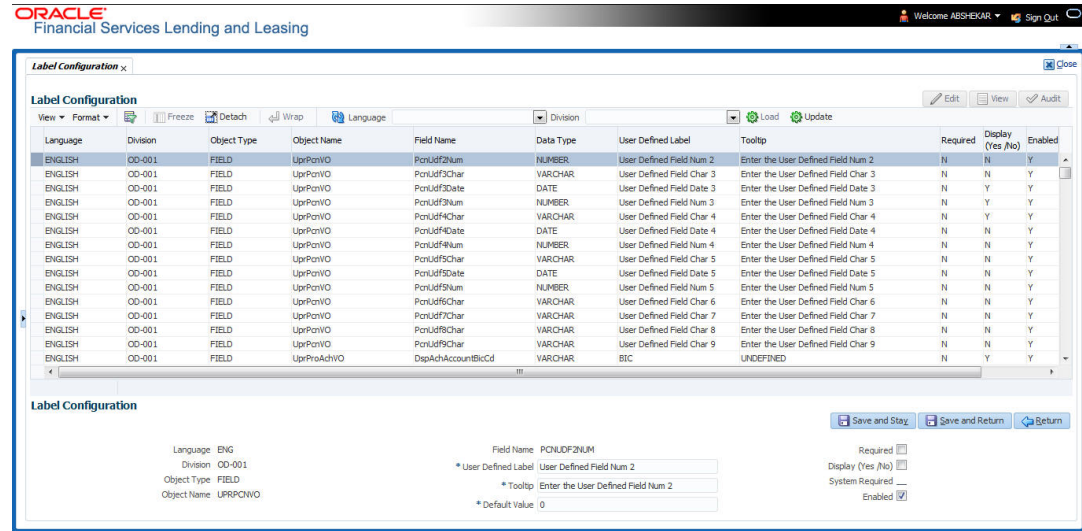 ORACLE
Financial Services Lending and Leasing
Welcome ABSHEKAR Sign Out
Label Configuration x
Close
Label Configuration
Edit View Audit
View Format Freeze Detach Wrap Language Division Load Update
Language Division Object Type Object Name Field Name Data Type User Defined Label Tooltip Required Display (Yes /No) Enabled
ENGLISH OD-001 FIELD UprPcnVO PcnUdf2Num NUMBER User Defined Field Num 2 Enter the User Defined Field Num 2 N N Y
ENGLISH OD-001 FIELD UprPcnVO PcnUdf3Char VARCHAR User Defined Field Char 3 Enter the User Defined Field Char 3 N N Y
ENGLISH OD-001 FIELD UprPcnVO PcnUdf3Date DATE User Defined Field Date 3 Enter the User Defined Field Date 3 N Y Y
ENGLISH OD-001 FIELD UprPcnVO PcnUdf3Num NUMBER User Defined Field Num 3 Enter the User Defined Field Num 3 N Y Y
ENGLISH OD-001 FIELD UprPcnVO PcnUdf4Char VARCHAR User Defined Field Char 4 Enter the User Defined Field Char 4 N Y Y
ENGLISH OD-001 FIELD UprPcnVO PcnUdf4Date DATE User Defined Field Date 4 Enter the User Defined Field Date 4 N N Y
ENGLISH OD-001 FIELD UprPcnVO PcnUdf4Num NUMBER User Defined Field Num 4 Enter the User Defined Field Num 4 N N Y
ENGLISH OD-001 FIELD UprPcnVO PcnUdf5Char VARCHAR User Defined Field Char 5 Enter the User Defined Field Char 5 N N Y
ENGLISH OD-001 FIELD UprPcnVO PcnUdf5Date DATE User Defined Field Date 5 Enter the User Defined Field Date 5 N N Y
ENGLISH OD-001 FIELD UprPcnVO PcnUdf5Num NUMBER User Defined Field Num 5 Enter the User Defined Field Num 5 N N Y
ENGLISH OD-001 FIELD UprPcnVO PcnUdf6Char VARCHAR User Defined Field Char 6 Enter the User Defined Field Char 6 N N Y
ENGLISH OD-001 FIELD UprPcnVO PcnUdf7Char VARCHAR User Defined Field Char 7 Enter the User Defined Field Char 7 N N Y
ENGLISH OD-001 FIELD UprPcnVO PcnUdf8Char VARCHAR User Defined Field Char 8 Enter the User Defined Field Char 8 N N Y
ENGLISH OD-001 FIELD UprPcnVO PcnUdf9Char VARCHAR User Defined Field Char 9 Enter the User Defined Field Char 9 N N Y
ENGLISH OD-001 FIELD UprProAchVO DspAchAccountBicCd VARCHAR BIC UNDEFINED N Y Y
Label Configuration
Save and Stay Save and Return Return
Language ENG Field Name PCNUDF2NUM Required
Division OD-001 * User Defined Label User Defined Field Num 2 Display (Yes /No)
Object Type FIELD * Tooltip Enter the User Defined Field Num 2 System Required
Object Name UPRPCNVO * Default Value 0 Enabled